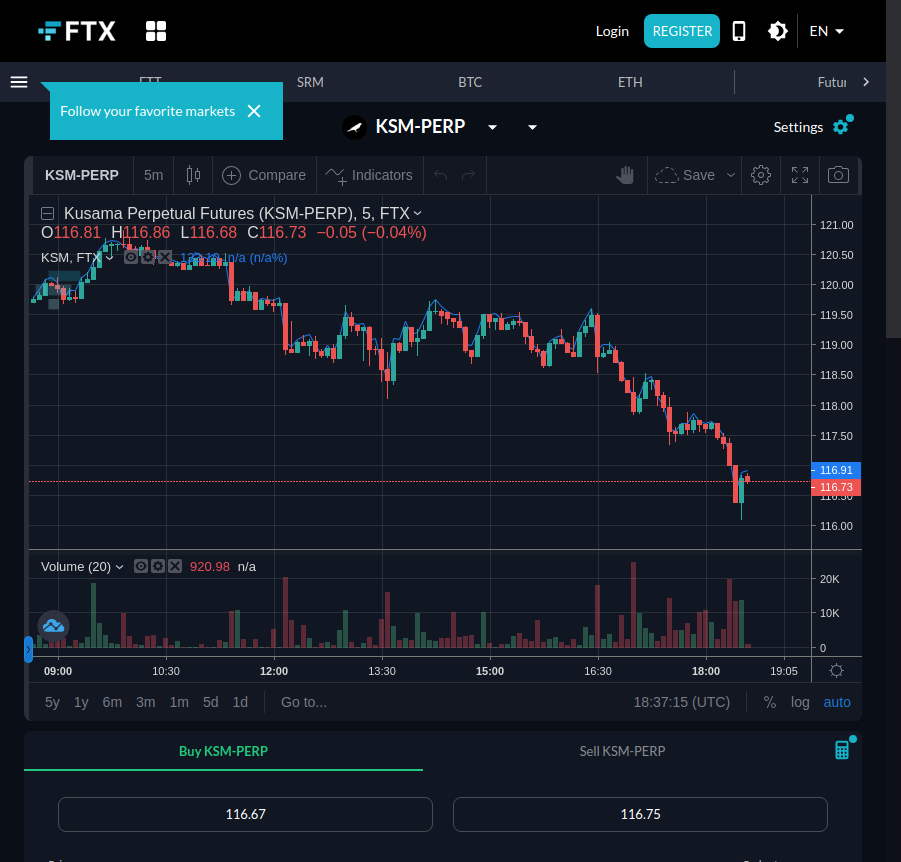 FTX
Login
REGISTER
EN
SRM
BTC
ETH
Futur
Follow your favorite markets
KSM-PERP
Settings
KSM-PERP
5m
Compare
Indicators
Save
Kusama Perpetual Futures (KSM-PERP), 5, FTX
O116.81 H116.86 L116.68 C116.73 −0.05 (−0.04%)
KSM, FTX
n/a (n/a%)
121.00
120.50
120.00
119.50
119.00
118.50
118.00
117.50
116.91
116.73
116.50
116.00
Volume (20)
920.98 n/a
20K
10K
0
09:00 10:30 12:00 13:30 15:00 16:30 18:00 19:05
5y 1y 6m 3m 1m 5d 1d Go to...
18:37:15 (UTC) % log auto
Buy KSM-PERP
Sell KSM-PERP
116.67
116.75